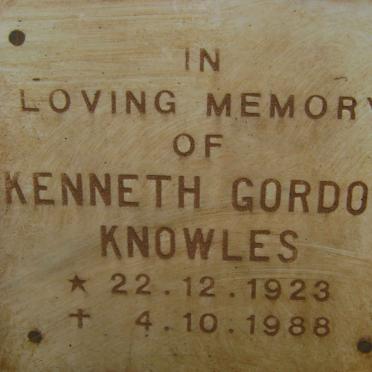 IN
LOVING MEMORY
OF
KENNETH GORDO
KNOWLES
★ 22.12.1923
✝ 4.10.1988